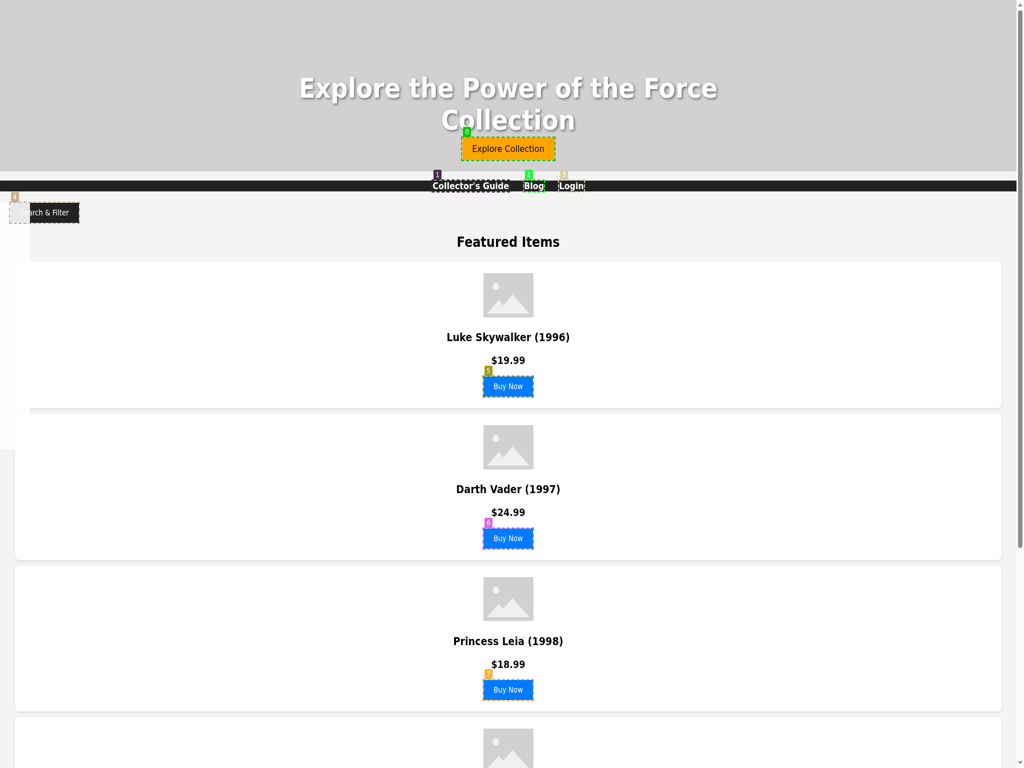 Explore the Power of the Force
Collection
0
Explore Collection
1
2
3
Collector's Guide
Blog
Login
4
Search & Filter
Featured Items
Luke Skywalker (1996)
$19.99
5
Buy Now
Darth Vader (1997)
$24.99
6
Buy Now
Princess Leia (1998)
$18.99
7
Buy Now